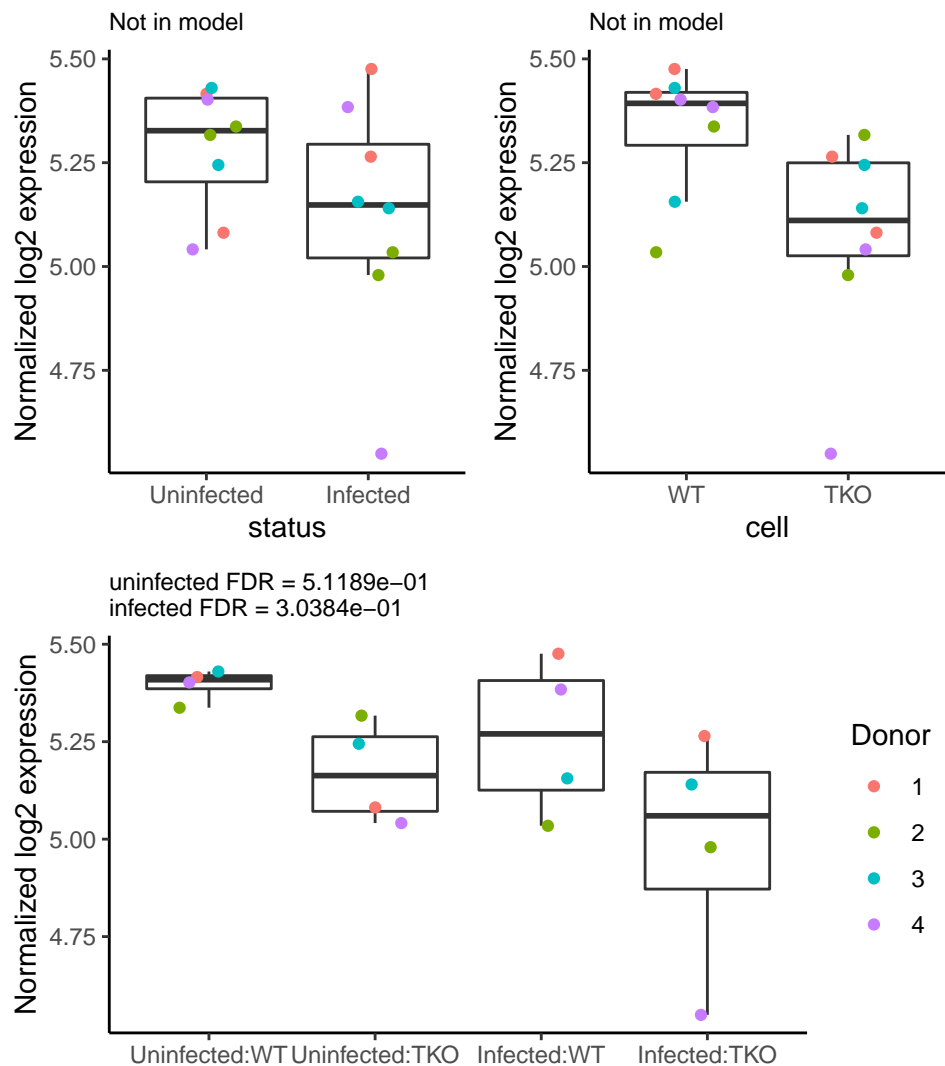 Not in model
Normalized log2 expression
5.50
5.25
5.00
4.75
Uninfected Infected
status
Not in model
Normalized log2 expression
5.50
5.25
5.00
4.75
WT TKO
cell
uninfected FDR = 5.1189e−01
infected FDR = 3.0384e−01
Normalized log2 expression
5.50
5.25
5.00
4.75
Uninfected:WT Uninfected:TKO Infected:WT Infected:TKO
Donor
1
2
3
4